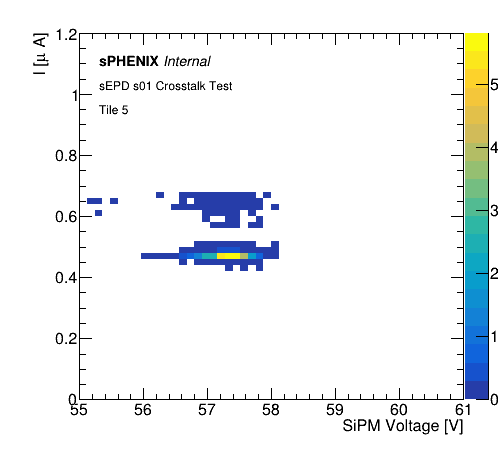 I [μ A]
1.2
1
0.8
0.6
0.4
0.2
0
sPHENIX Internal
sEPD s01 Crosstalk Test
Tile 5
55 56 57 58 59 60 61
SiPM Voltage [V]
5
4
3
2
1
0